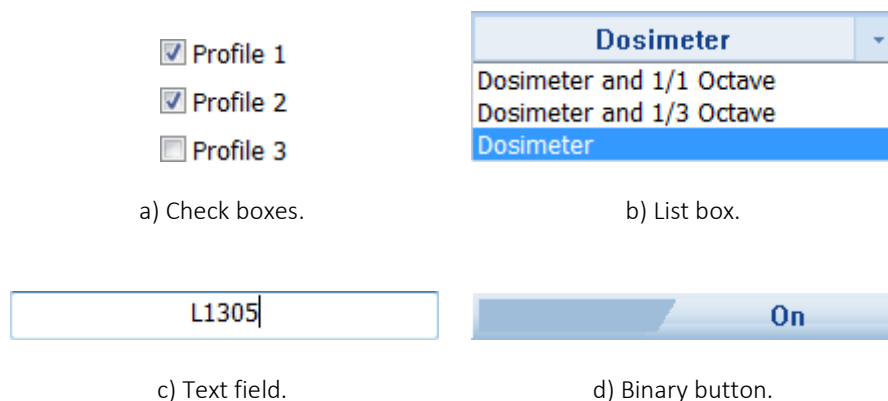 Profile 1
Profile 2
Profile 3
a) Check boxes.
Dosimeter
Dosimeter and 1/1 Octave
Dosimeter and 1/3 Octave
Dosimeter
b) List box.
L1305
c) Text field.
On
d) Binary button.